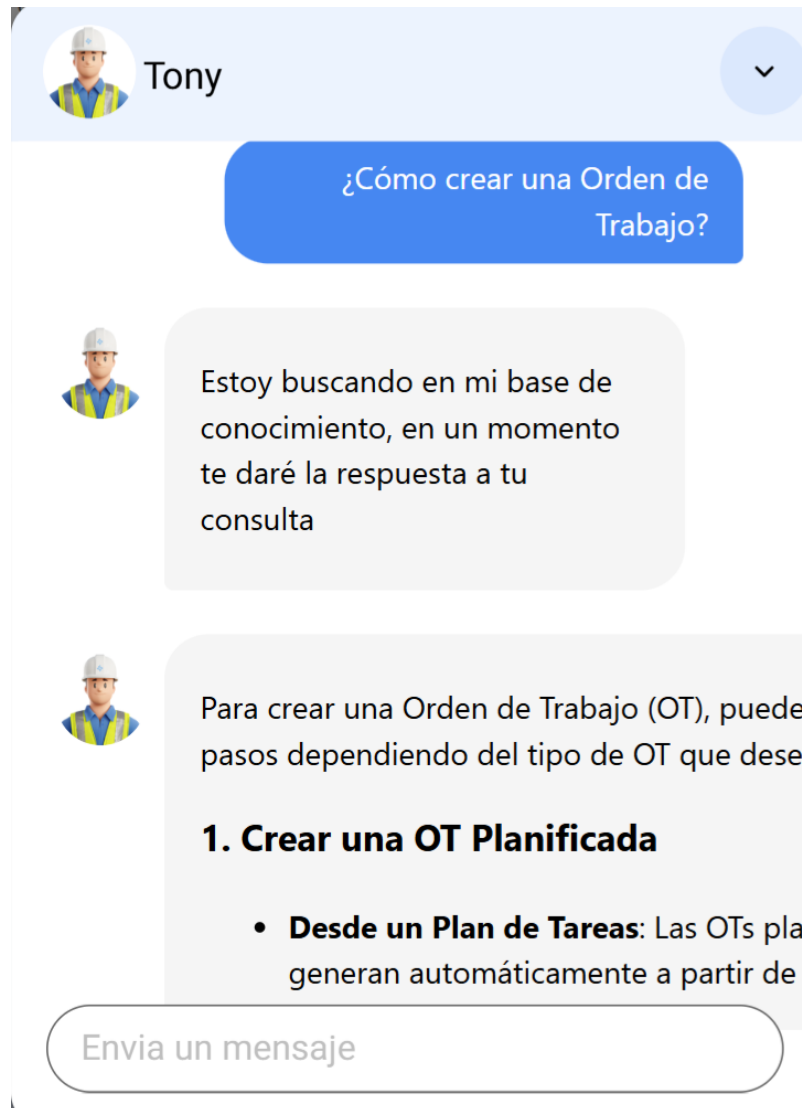 Tony
¿Cómo crear una Orden de
Trabajo?
Estoy buscando en mi base de
conocimiento, en un momento
te daré la respuesta a tu
consulta
Para crear una Orden de Trabajo (OT), puede
pasos dependiendo del tipo de OT que dese
1. Crear una OT Planificada
• Desde un Plan de Tareas: Las OTs pla
generan automáticamente a partir de
Envia un mensaje